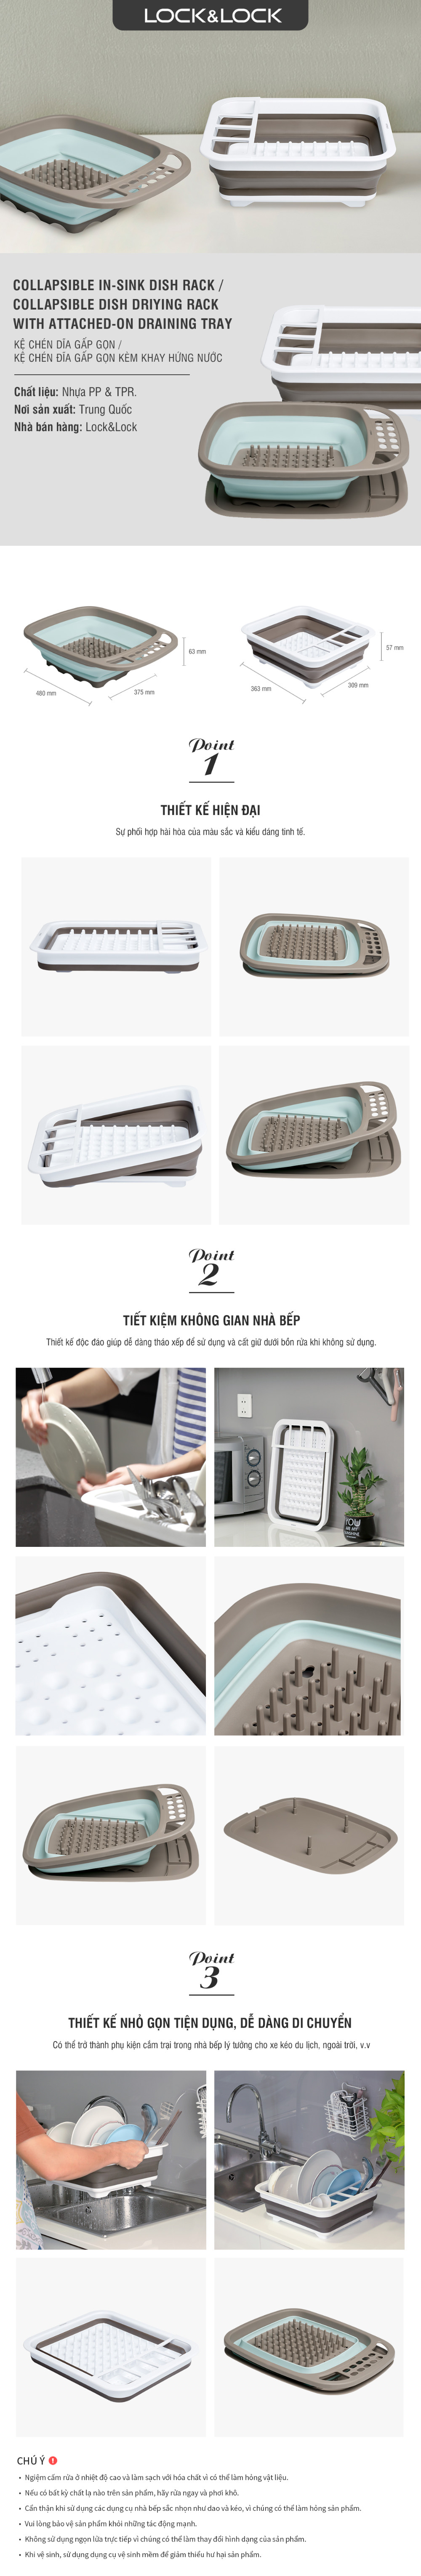 LOCK&LOCK
COLLAPSIBLE IN-SINK DISH RACK /
COLLAPSIBLE DISH DRIYING RACK
WITH ATTACHED-ON DRAINING TRAY
KỆ CHÉN DĨA GẤP GỌN /
KỆ CHÉN ĐĨA GẤP GỌN KÈM KHAY HỨNG NƯỚC
Chất liệu: Nhựa PP & TPR.
Nơi sản xuất: Trung Quốc
Nhà bán hàng: Lock&Lock
63 mm
480 mm
375 mm
57 mm
363 mm
309 mm
Point
1
THIẾT KẾ HIỆN ĐẠI
Sự phối hợp hài hòa của màu sắc và kiểu dáng tinh tế.
Point
2
TIẾT KIỆM KHÔNG GIAN NHÀ BẾP
Thiết kế độc đáo giúp dễ dàng tháo xếp để sử dụng và cất giữ dưới bồn rửa khi không sử dụng.
YOU
ARE MY
SUNSHINE
Point
3
THIẾT KẾ NHỎ GỌN TIỆN DỤNG, DỄ DÀNG DI CHUYỂN
Có thể trở thành phụ kiện cắm trại trong nhà bếp lý tưởng cho xe kéo du lịch, ngoài trời, v.v
CHÚ Ý !
• Ngiệm cấm rửa ở nhiệt độ cao và làm sạch với hóa chất vì có thể làm hỏng vật liệu.
• Nếu có bất kỳ chất lạ nào trên sản phẩm, hãy rửa ngay và phơi khô.
• Cẩn thận khi sử dụng các dụng cụ nhà bếp sắc nhọn như dao và kéo, vì chúng có thể làm hỏng sản phẩm.
• Vui lòng bảo vệ sản phẩm khỏi những tác động mạnh.
• Không sử dụng ngọn lửa trực tiếp vì chúng có thể làm thay đổi hình dạng của sản phẩm.
• Khi vệ sinh, sử dụng dụng cụ vệ sinh mềm để giảm thiểu hư hại sản phẩm.